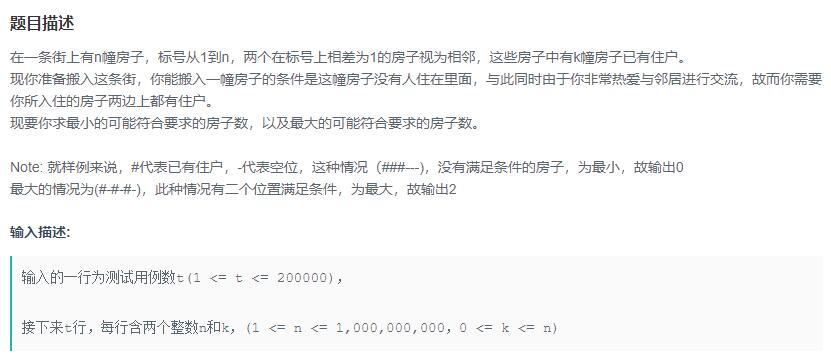 题目描述
在一条街上有n幢房子，标号从1到n，两个在标号上相差为1的房子视为相邻，这些房子中有k幢房子已有住户。
现你准备搬入这条街，你能搬入一幢房子的条件是这幢房子没有人住在里面，与此同时由于你非常热爱与邻居进行交流，故而你需要
你所入住的房子两边上都有住户。
现要你求最小的可能符合要求的房子数，以及最大的可能符合要求的房子数。
Note: 就样例来说，#代表已有住户，-代表空位，这种情况（###---)，没有满足条件的房子，为最小，故输出0
最大的情况为(#-#-#-)，此种情况有二个位置满足条件，为最大，故输出2
输入描述:
输入的一行为测试用例数t(1 <= t <= 200000)，
接下来t行，每行含两个整数n和k，(1 <= n <= 1,000,000,000，0 <= k <= n)